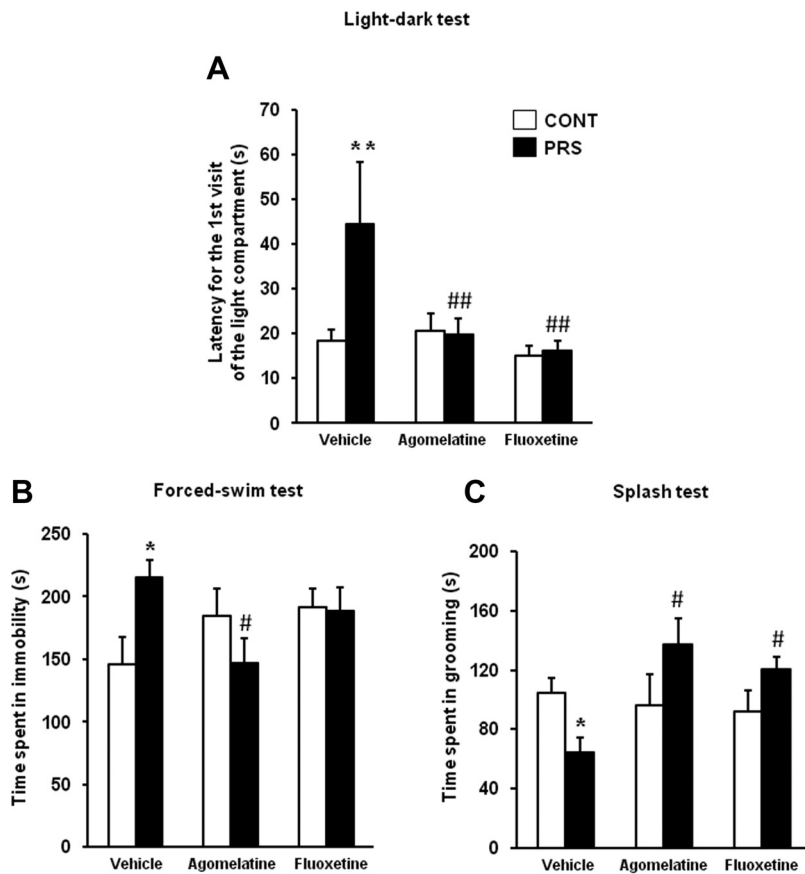 Light-dark test
A
Latency for the 1st visit
of the light compartment (s)
70
60
50
40
30
20
10
0
CONT
PRS
**
##
##
Vehicle
Agomelatine
Fluoxetine
B
Forced-swim test
Time spent in immobility (s)
250
200
150
100
50
0
*
#
Vehicle
Agomelatine
Fluoxetine
C
Splash test
Time spent in grooming (s)
200
160
120
80
40
0
*
#
#
Vehicle
Agomelatine
Fluoxetine